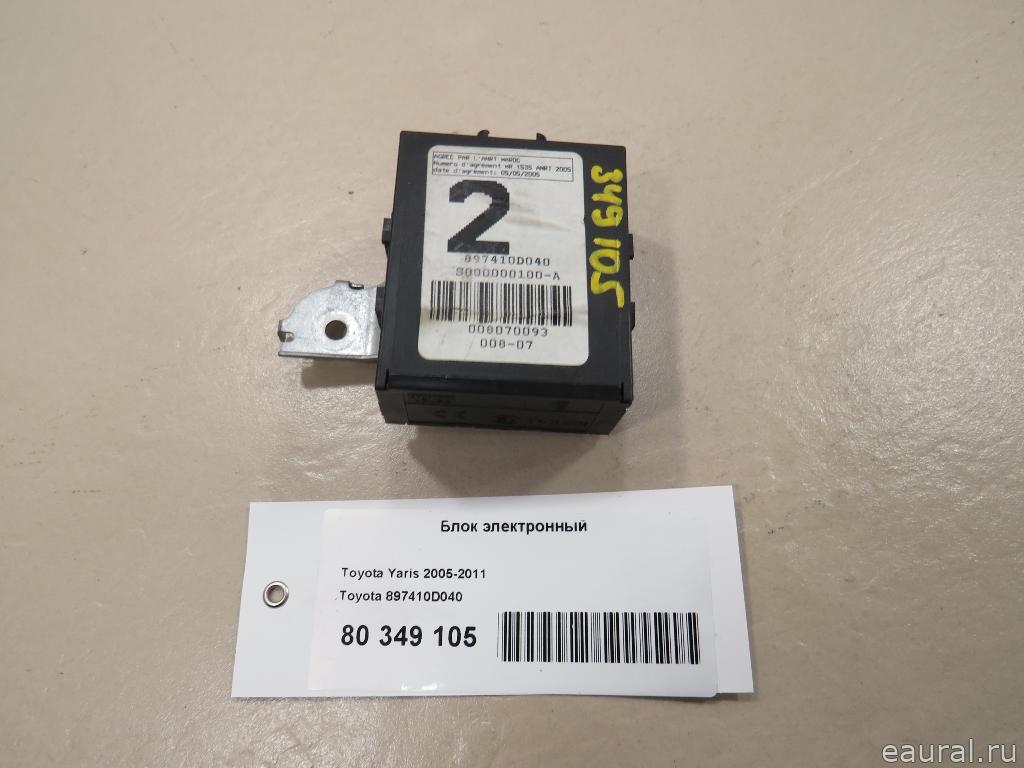 AGREE PAR L'ANRT MAROC
Numero d'agrement MR 1535 ANRT 2005
date d'agrement: 05/05/2005
2
897410D040
S000000100-A
008070093
008-07
349 105
Блок электронный
Toyota Yaris 2005-2011
Toyota 897410D040
80 349 105
eaural.ru